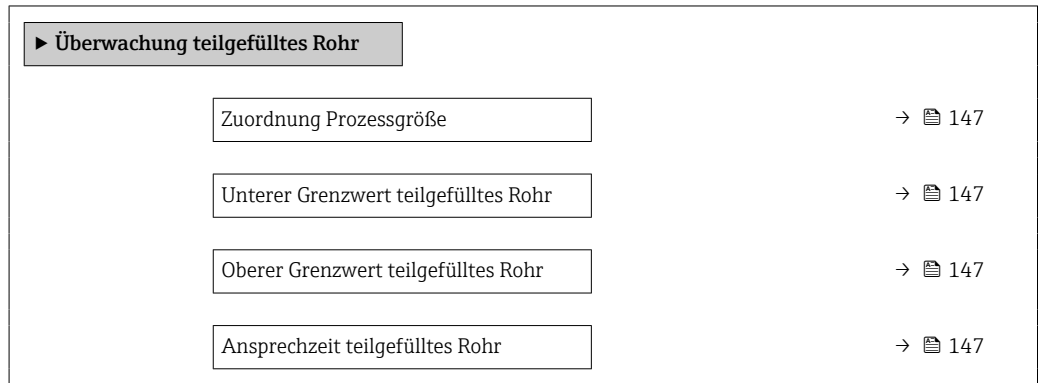 ► Überwachung teilgefülltes Rohr
Zuordnung Prozessgröße → 147
Unterer Grenzwert teilgefülltes Rohr → 147
Oberer Grenzwert teilgefülltes Rohr → 147
Ansprechzeit teilgefülltes Rohr → 147